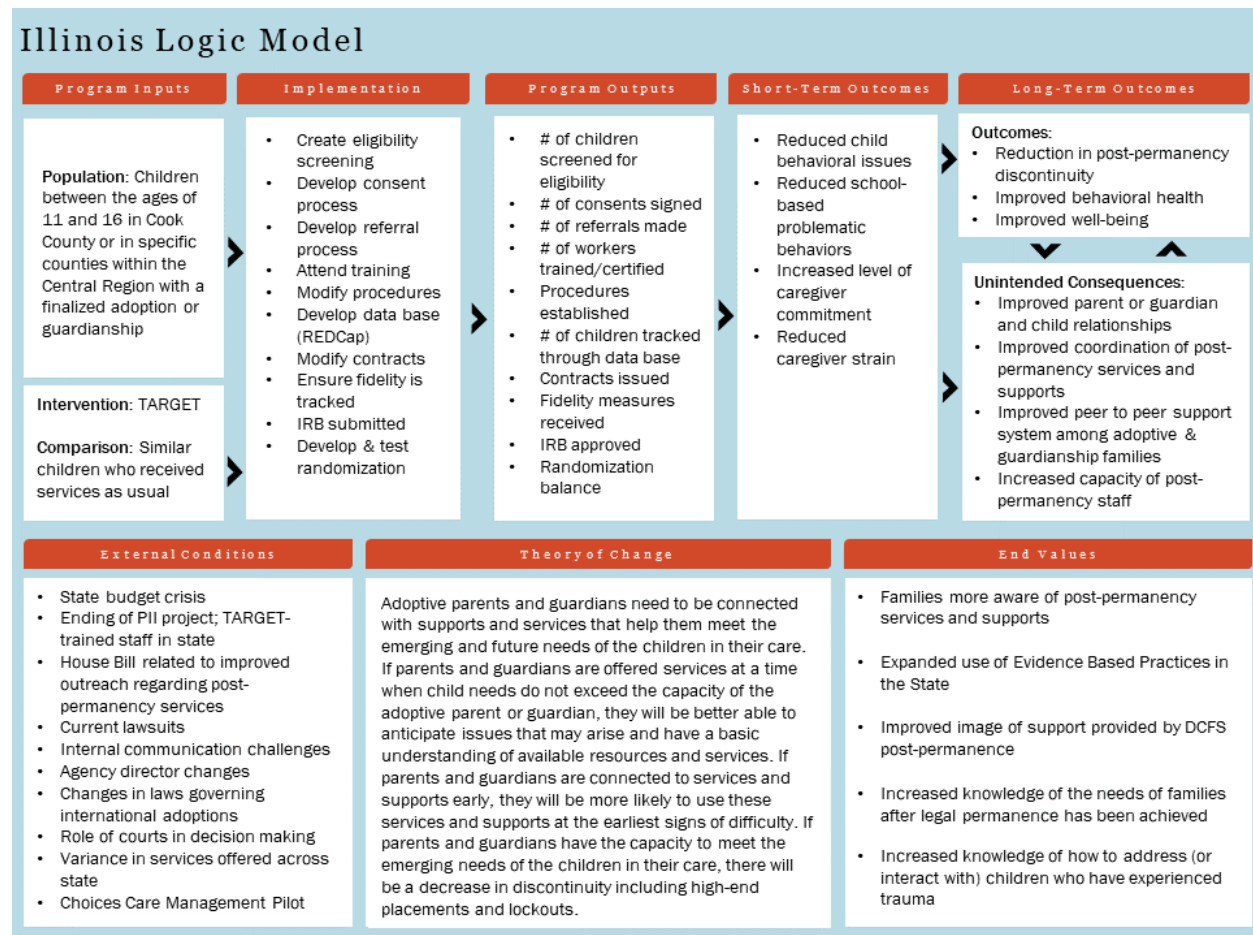 Illinois Logic Model
Program Inputs
Population: Children
between the ages of
11 and 16 in Cook
County or in specific
counties within the
Central Region with a
finalized adoption or
guardianship
Intervention: TARGET
Comparison: Similar
children who received
services as usual
Implementation
• Create eligibility
screening
• Develop consent
process
• Develop referral
process
• Attend training
• Modify procedures
• Develop data base
(REDCap)
• Modify contracts
• Ensure fidelity is
tracked
• IRB submitted
• Develop & test
randomization
Program Outputs
• # of children
screened for
eligibility
• # of consents signed
• # of referrals made
• # of workers
trained/certified
• Procedures
established
• # of children tracked
through data base
• Contracts issued
• Fidelity measures
received
• IRB approved
• Randomization
balance
Short-Term Outcomes
• Reduced child
behavioral issues
• Reduced school-
based
problematic
behaviors
• Increased level of
caregiver
commitment
• Reduced
caregiver strain
Long-Term Outcomes
Outcomes:
• Reduction in post-permanency
discontinuity
• Improved behavioral health
• Improved well-being
Unintended Consequences:
• Improved parent or guardian
and child relationships
• Improved coordination of post-
permanency services and
supports
• Improved peer to peer support
system among adoptive &
guardianship families
• Increased capacity of post-
permanency staff
External Conditions
• State budget crisis
• Ending of PII project; TARGET-
trained staff in state
• House Bill related to improved
outreach regarding post-
permanency services
• Current lawsuits
• Internal communication challenges
• Agency director changes
• Changes in laws governing
international adoptions
• Role of courts in decision making
• Variance in services offered across
state
• Choices Care Management Pilot
Theory of Change
Adoptive parents and guardians need to be connected
with supports and services that help them meet the
emerging and future needs of the children in their care.
If parents and guardians are offered services at a time
when child needs do not exceed the capacity of the
adoptive parent or guardian, they will be better able to
anticipate issues that may arise and have a basic
understanding of available resources and services. If
parents and guardians are connected to services and
supports early, they will be more likely to use these
services and supports at the earliest signs of difficulty. If
parents and guardians have the capacity to meet the
emerging needs of the children in their care, there will
be a decrease in discontinuity including high-end
placements and lockouts.
End Values
• Families more aware of post-permanency
services and supports
• Expanded use of Evidence Based Practices in
the State
• Improved image of support provided by DCFS
post-permanence
• Increased knowledge of the needs of families
after legal permanence has been achieved
• Increased knowledge of how to address (or
interact with) children who have experienced
trauma